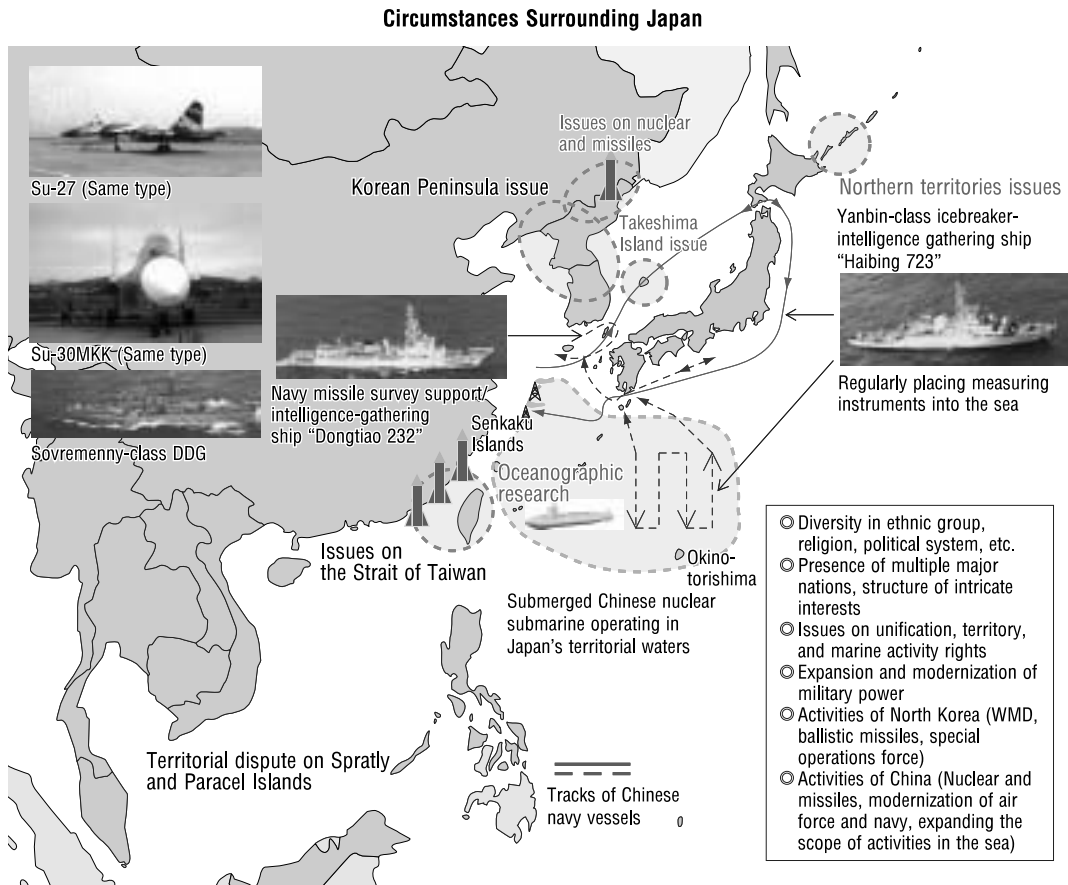 Circumstances Surrounding Japan
Su-27 (Same type)
Su-30MKK (Same type)
Sovremenny-class DDG
Issues on nuclear
and missiles
Korean Peninsula issue
Takeshima
Island issue
Northern territories issues
Yanbin-class icebreaker-
intelligence gathering ship
“Haibing 723”
Regularly placing measuring
instruments into the sea
Navy missile survey support/
intelligence-gathering
ship “Dongtiao 232”
Senkaku
Islands
Oceanographic
research
Okino-
torishima
Issues on
the Strait of Taiwan
Submerged Chinese nuclear
submarine operating in
Japan’s territorial waters
Territorial dispute on Spratly
and Paracel Islands
Tracks of Chinese
navy vessels
◎ Diversity in ethnic group,
religion, political system, etc.
◎ Presence of multiple major
nations, structure of intricate
interests
◎ Issues on unification, territory,
and marine activity rights
◎ Expansion and modernization of
military power
◎ Activities of North Korea (WMD,
ballistic missiles, special
operations force)
◎ Activities of China (Nuclear and
missiles, modernization of air
force and navy, expanding the
scope of activities in the sea)